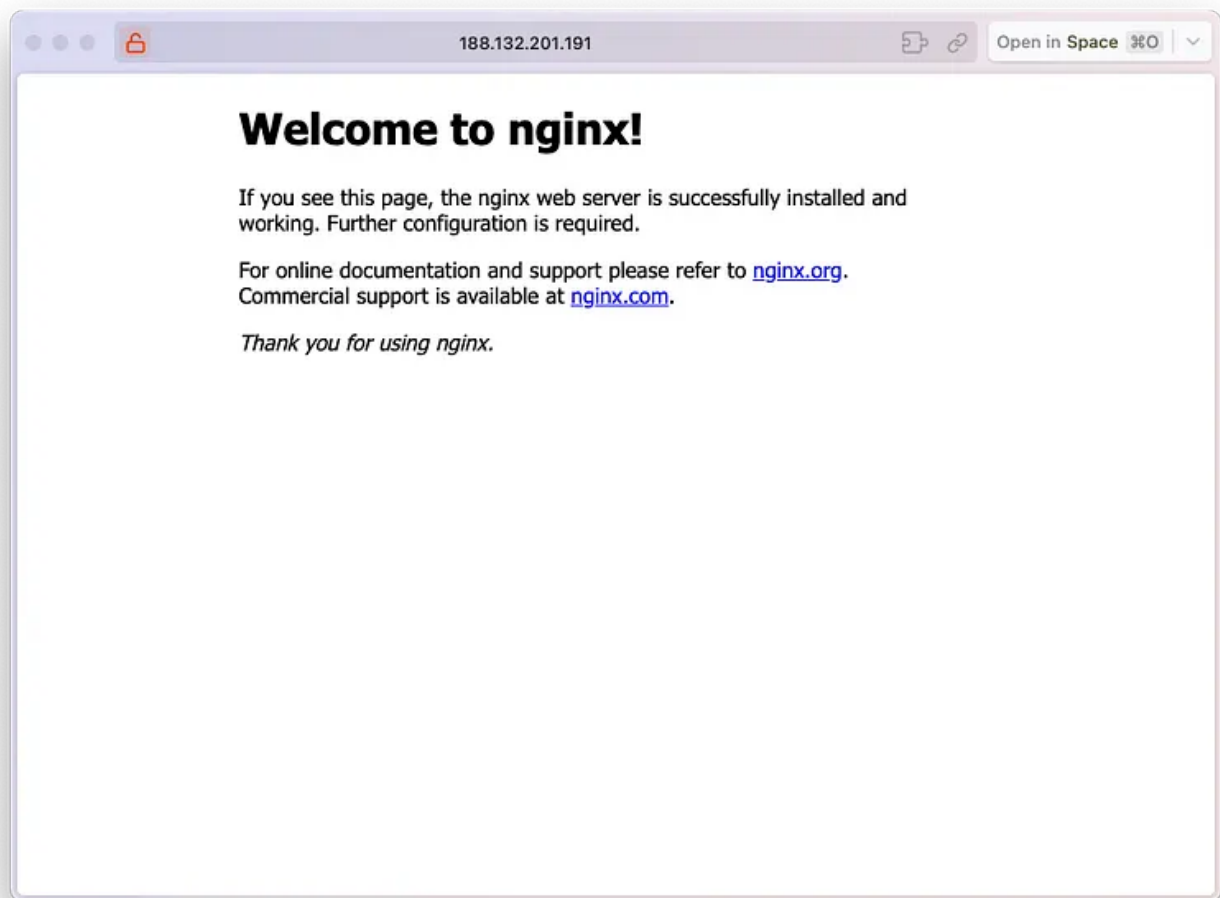 188.132.201.191
Open in Space ⌘O
Welcome to nginx!
If you see this page, the nginx web server is successfully installed and
working. Further configuration is required.
For online documentation and support please refer to nginx.org.
Commercial support is available at nginx.com.
Thank you for using nginx.